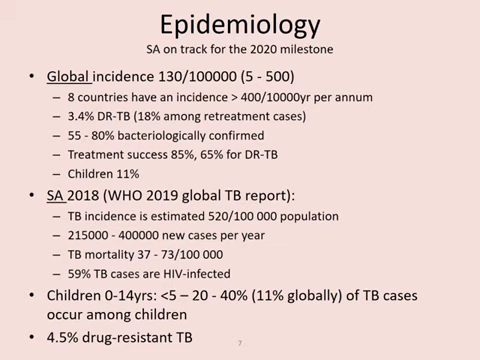 Epidemiology
SA on track for the 2020 milestone
• Global incidence 130/100000 (5 - 500)
– 8 countries have an incidence > 400/10000yr per annum
– 3.4% DR-TB (18% among retreatment cases)
– 55 - 80% bacteriologically confirmed
– Treatment success 85%, 65% for DR-TB
– Children 11%
• SA 2018 (WHO 2019 global TB report):
– TB incidence is estimated 520/100 000 population
– 215000 - 400000 new cases per year
– TB mortality 37 - 73/100 000
– 59% TB cases are HIV-infected
• Children 0-14yrs: <5 – 20 - 40% (11% globally) of TB cases
occur among children
• 4.5% drug-resistant TB
7